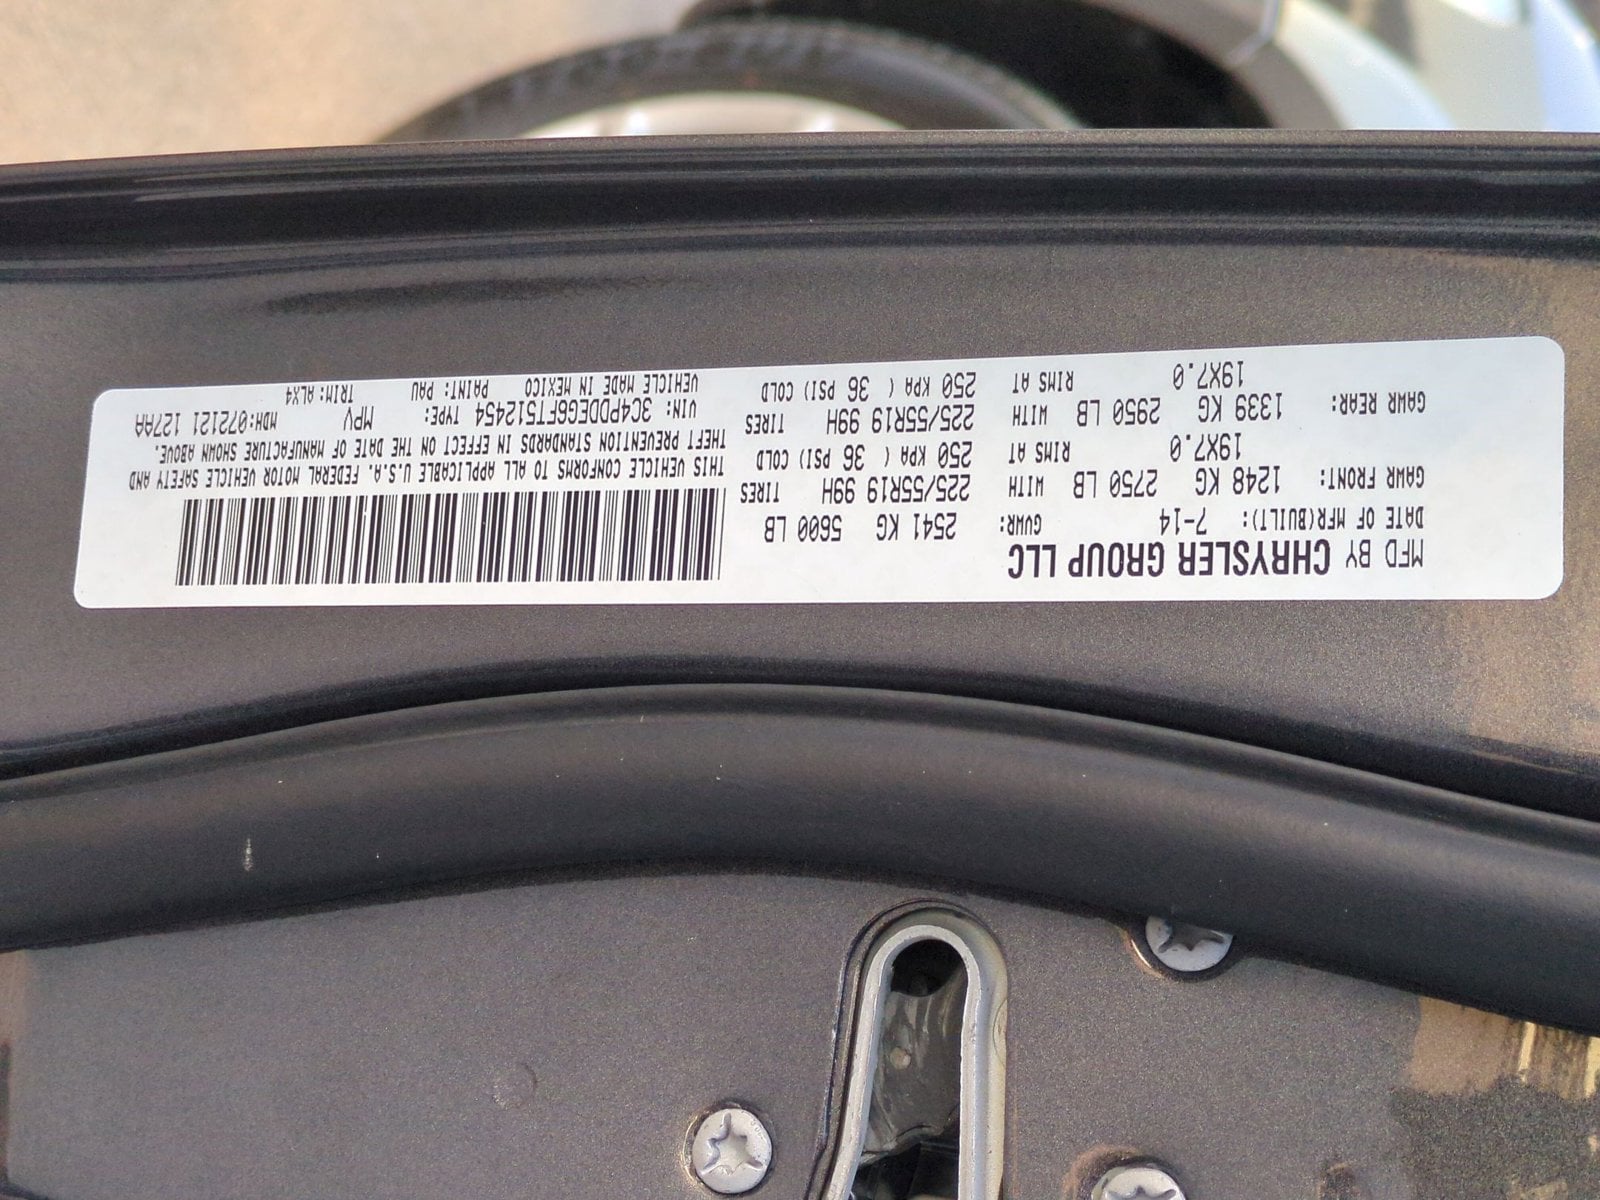 MFD BY CHRYSLER GROUP LLC
DATE OF MFR(BUILT): 7-14 GVWR: 2541 KG 5600 LB
GAWR FRONT: 1248 KG 2750 LB WITH 225/55R19 99H TIRES
19X7.0 RIMS AT 250 KPA ( 36 PSI) COLD
GAWR REAR: 1339 KG 2950 LB WITH 225/55R19 99H TIRES
19X7.0 RIMS AT 250 KPA ( 36 PSI) COLD
THIS VEHICLE CONFORMS TO ALL APPLICABLE U.S.A. FEDERAL MOTOR VEHICLE SAFETY AND
THEFT PREVENTION STANDARDS IN EFFECT ON THE DATE OF MANUFACTURE SHOWN ABOVE.
VIN: 3C4PDDEG6FT512454 TYPE: MPV MDH:072121 127AA
VEHICLE MADE IN MEXICO PAINT: PAU TRIM: ALX4